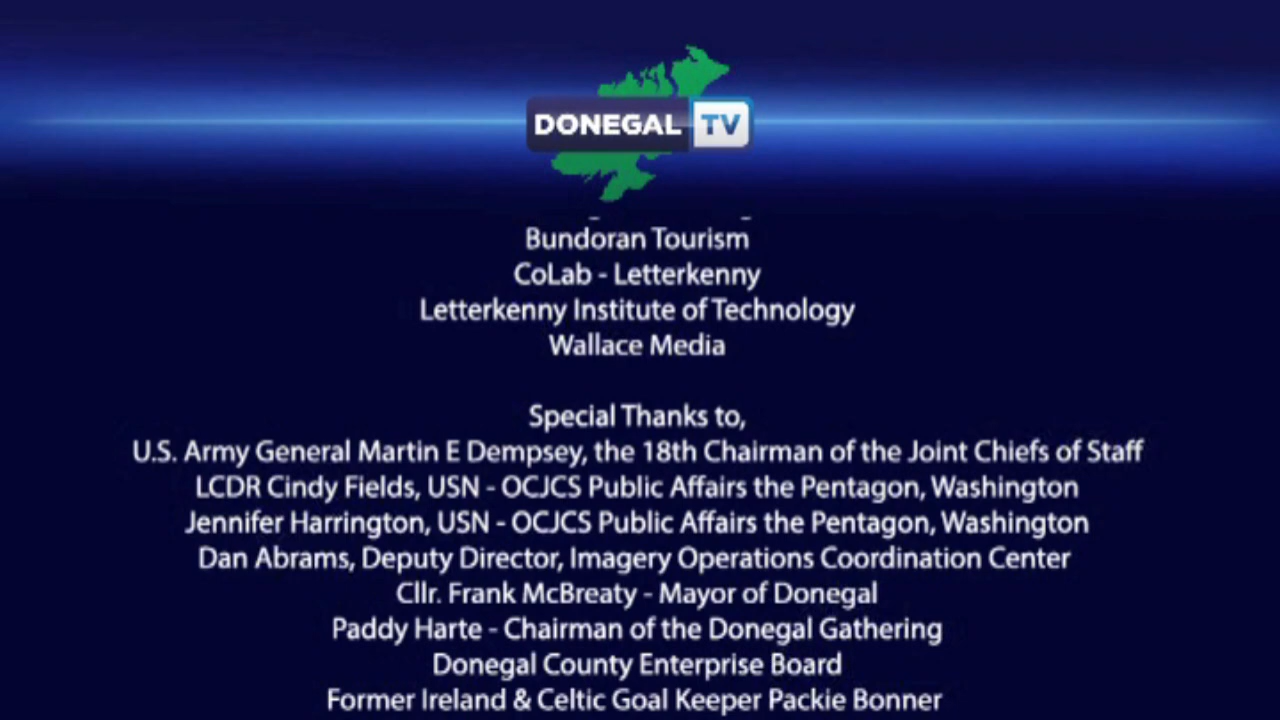 DONEGAL TV
Bundoran Tourism
CoLab - Letterkenny
Letterkenny Institute of Technology
Wallace Media
Special Thanks to,
U.S. Army General Martin E Dempsey, the 18th Chairman of the Joint Chiefs of Staff
LCDR Cindy Fields, USN - OCJCS Public Affairs the Pentagon, Washington
Jennifer Harrington, USN - OCJCS Public Affairs the Pentagon, Washington
Dan Abrams, Deputy Director, Imagery Operations Coordination Center
Cllr. Frank McBreaty - Mayor of Donegal
Paddy Harte - Chairman of the Donegal Gathering
Donegal County Enterprise Board
Former Ireland & Celtic Goal Keeper Packie Bonner